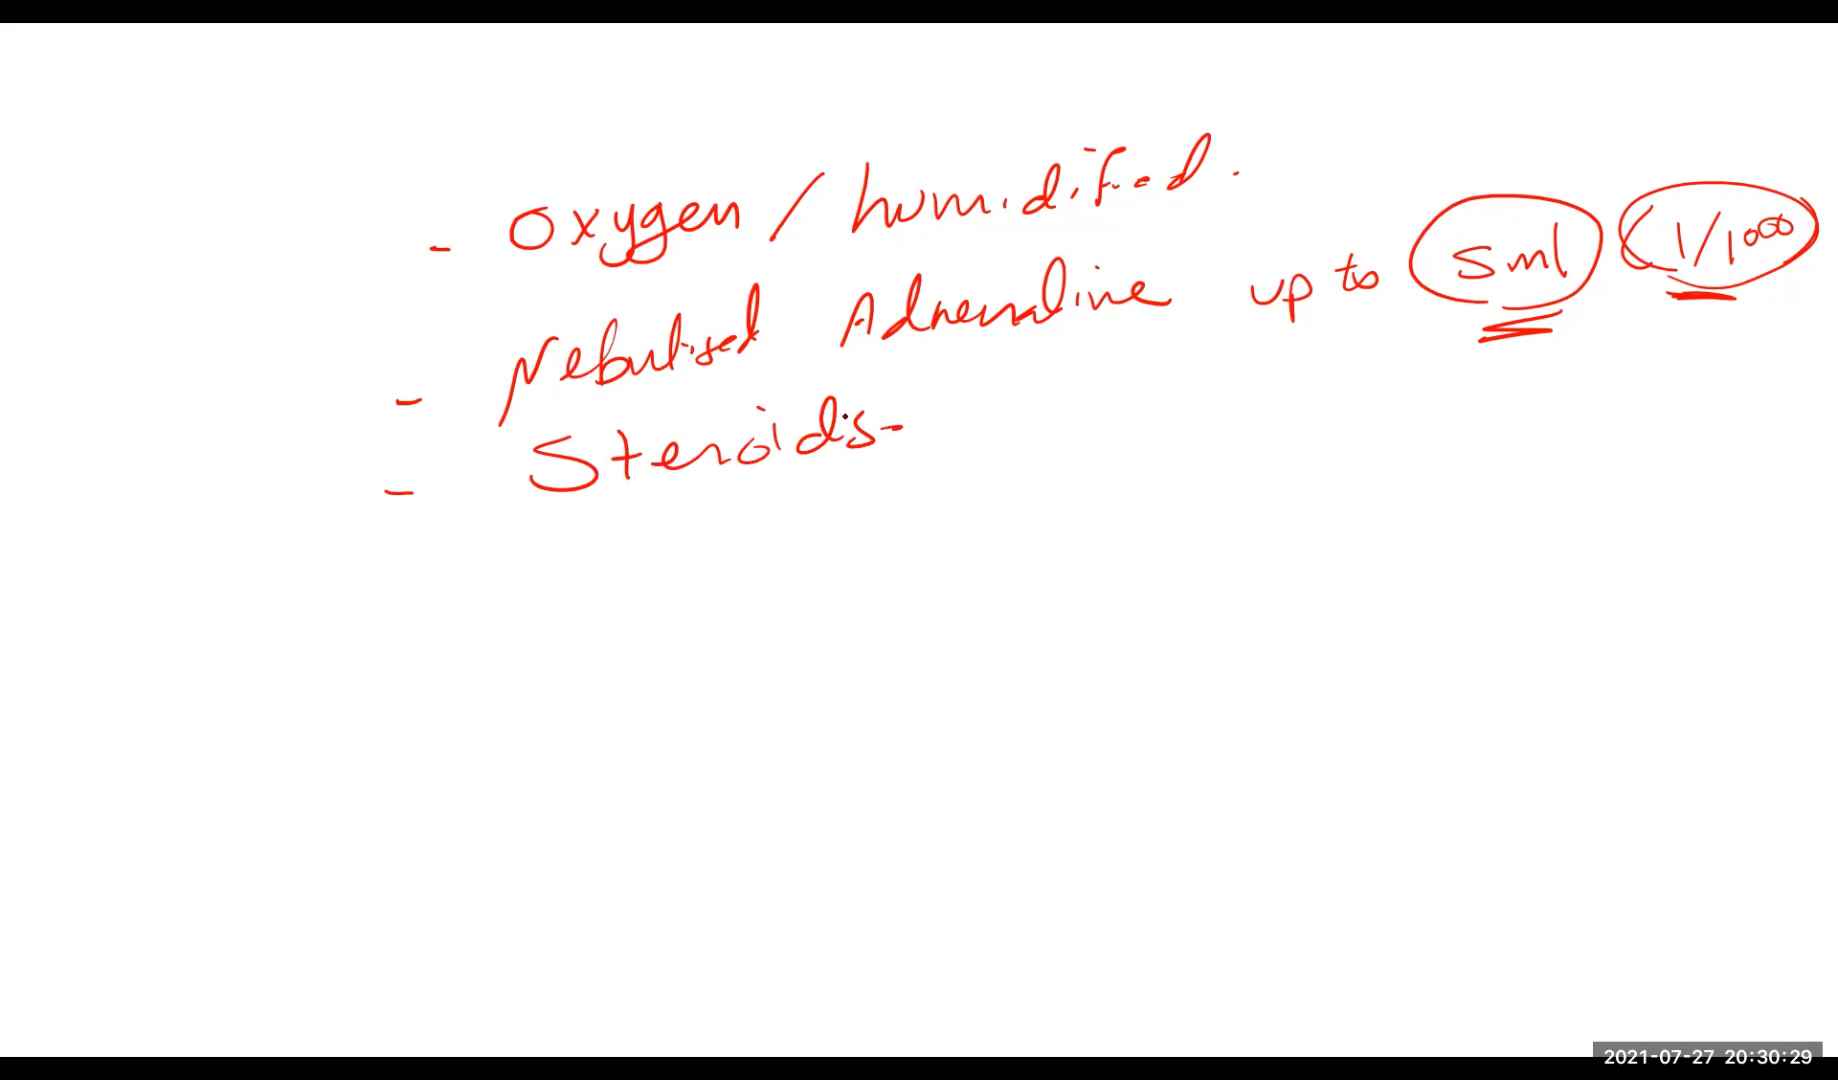 - Oxygen / humidified.
- Nebulised Adrenaline up to 5ml (1/1000)
- Steroids-
2021-07-27 20:30:29